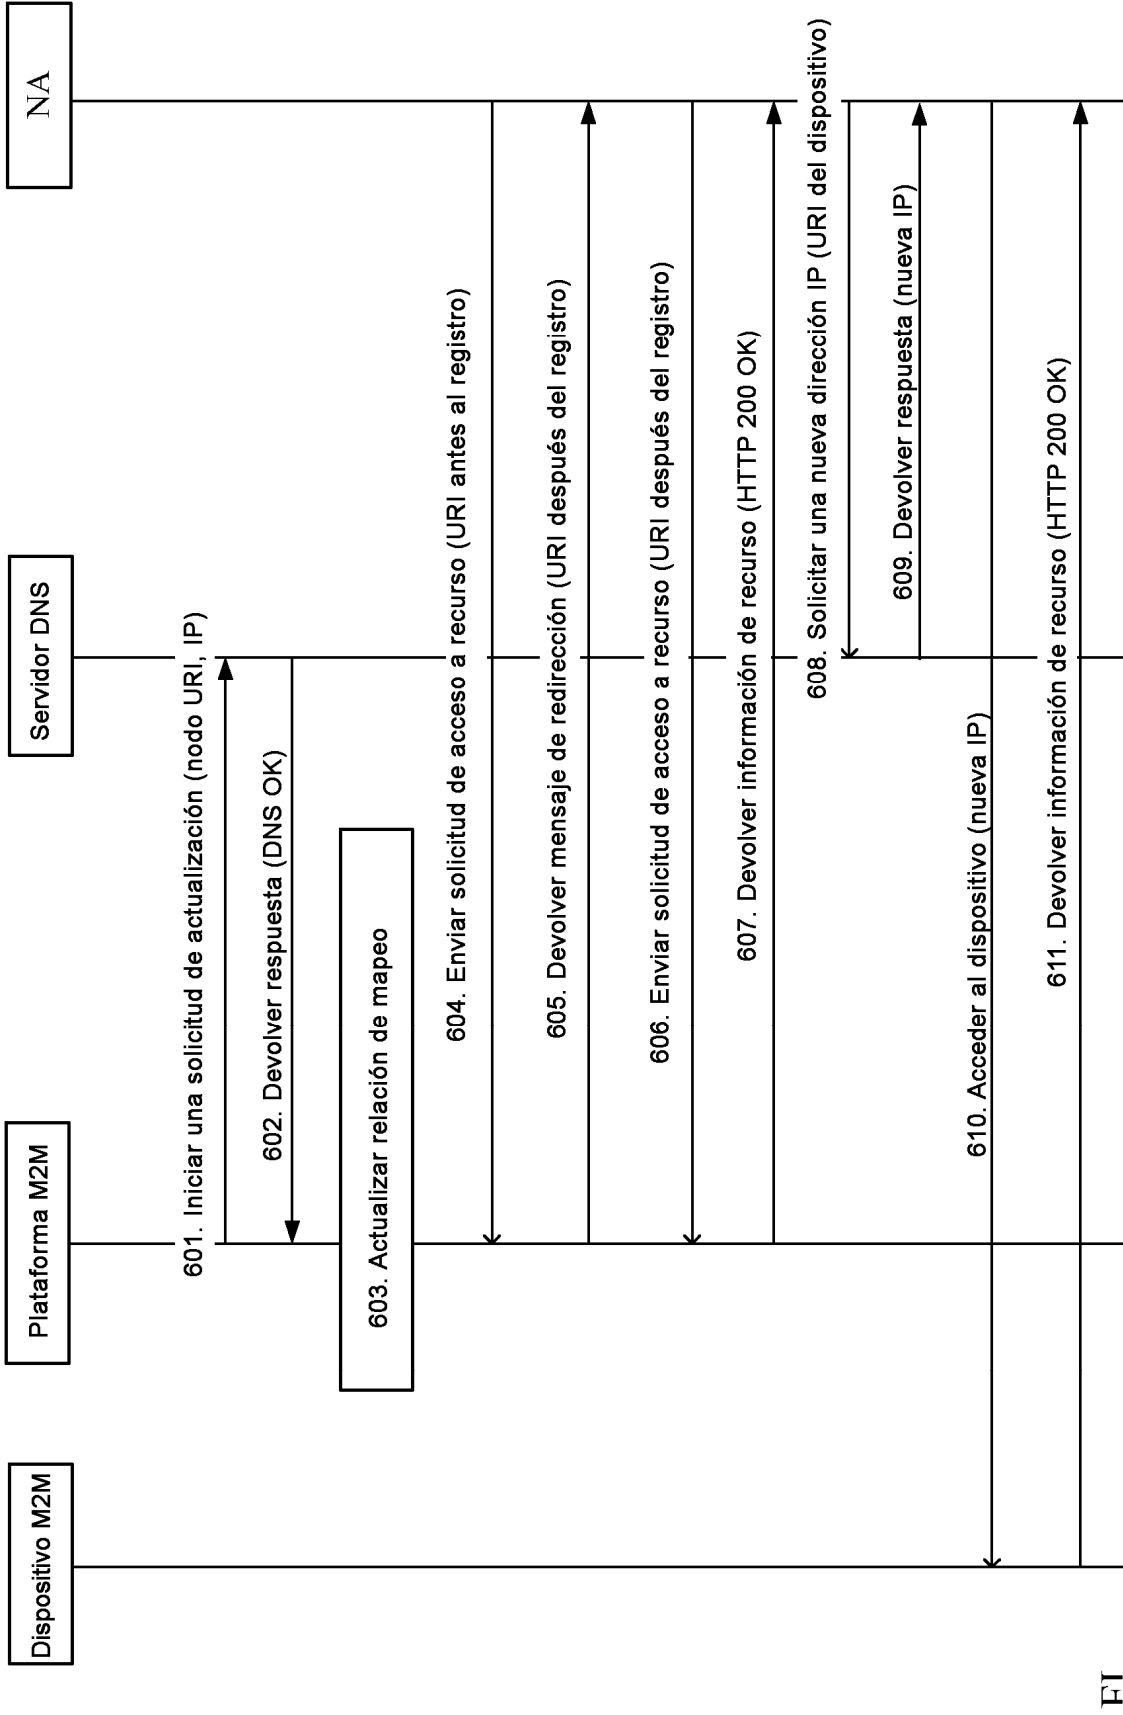 Dispositivo M2M
Plataforma M2M
Servidor DNS
NA
601. Iniciar una solicitud de actualización (nodo URI, IP)
602. Devolver respuesta (DNS OK)
603. Actualizar relación de mapeo
604. Enviar solicitud de acceso a recurso (URI antes al registro)
605. Devolver mensaje de redirección (URI después del registro)
606. Enviar solicitud de acceso a recurso (URI después del registro)
607. Devolver información de recurso (HTTP 200 OK)
608. Solicitar una nueva dirección IP (URI del dispositivo)
609. Devolver respuesta (nueva IP)
610. Acceder al dispositivo (nueva IP)
611. Devolver información de recurso (HTTP 200 OK)